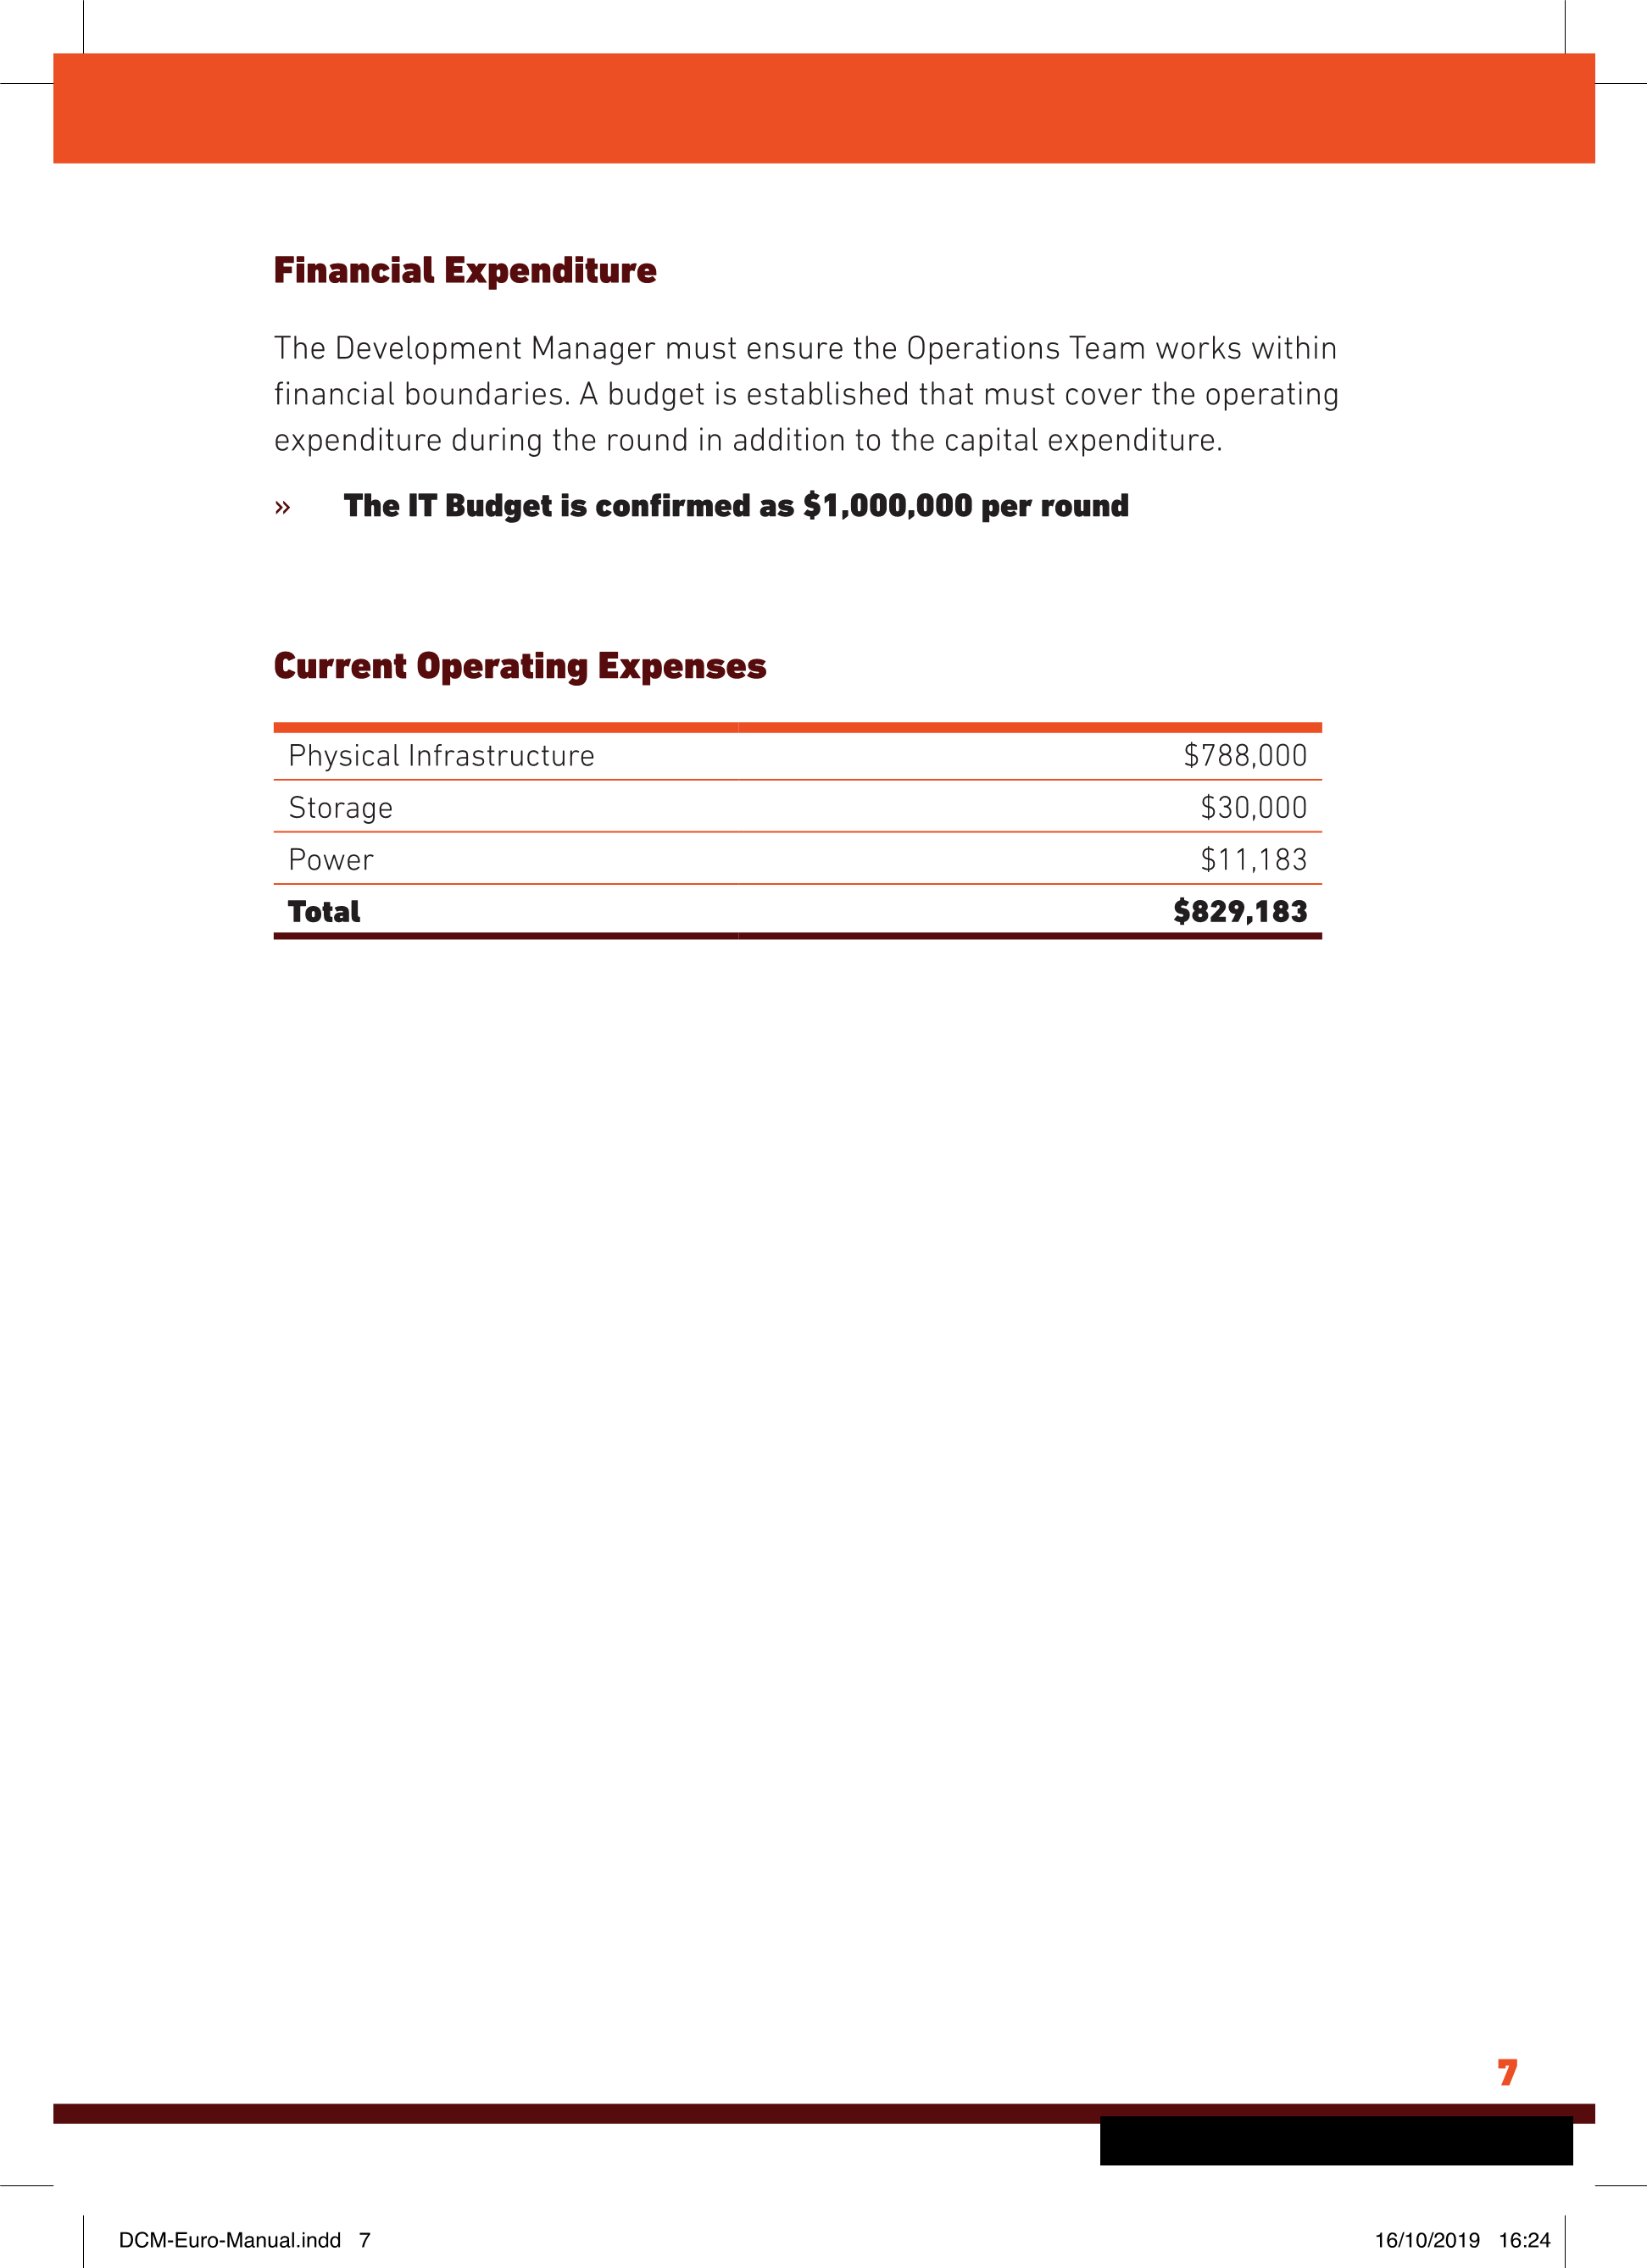 Financial Expenditure
The Development Manager must ensure the Operations Team works within
financial boundaries. A budget is established that must cover the operating
expenditure during the round in addition to the capital expenditure.
» The IT Budget is confirmed as $1,000,000 per round
Current Operating Expenses
Physical Infrastructure $788,000
Storage $30,000
Power $11,183
Total $829,183
7
DCM-Euro-Manual.indd 7 16/10/2019 16:24